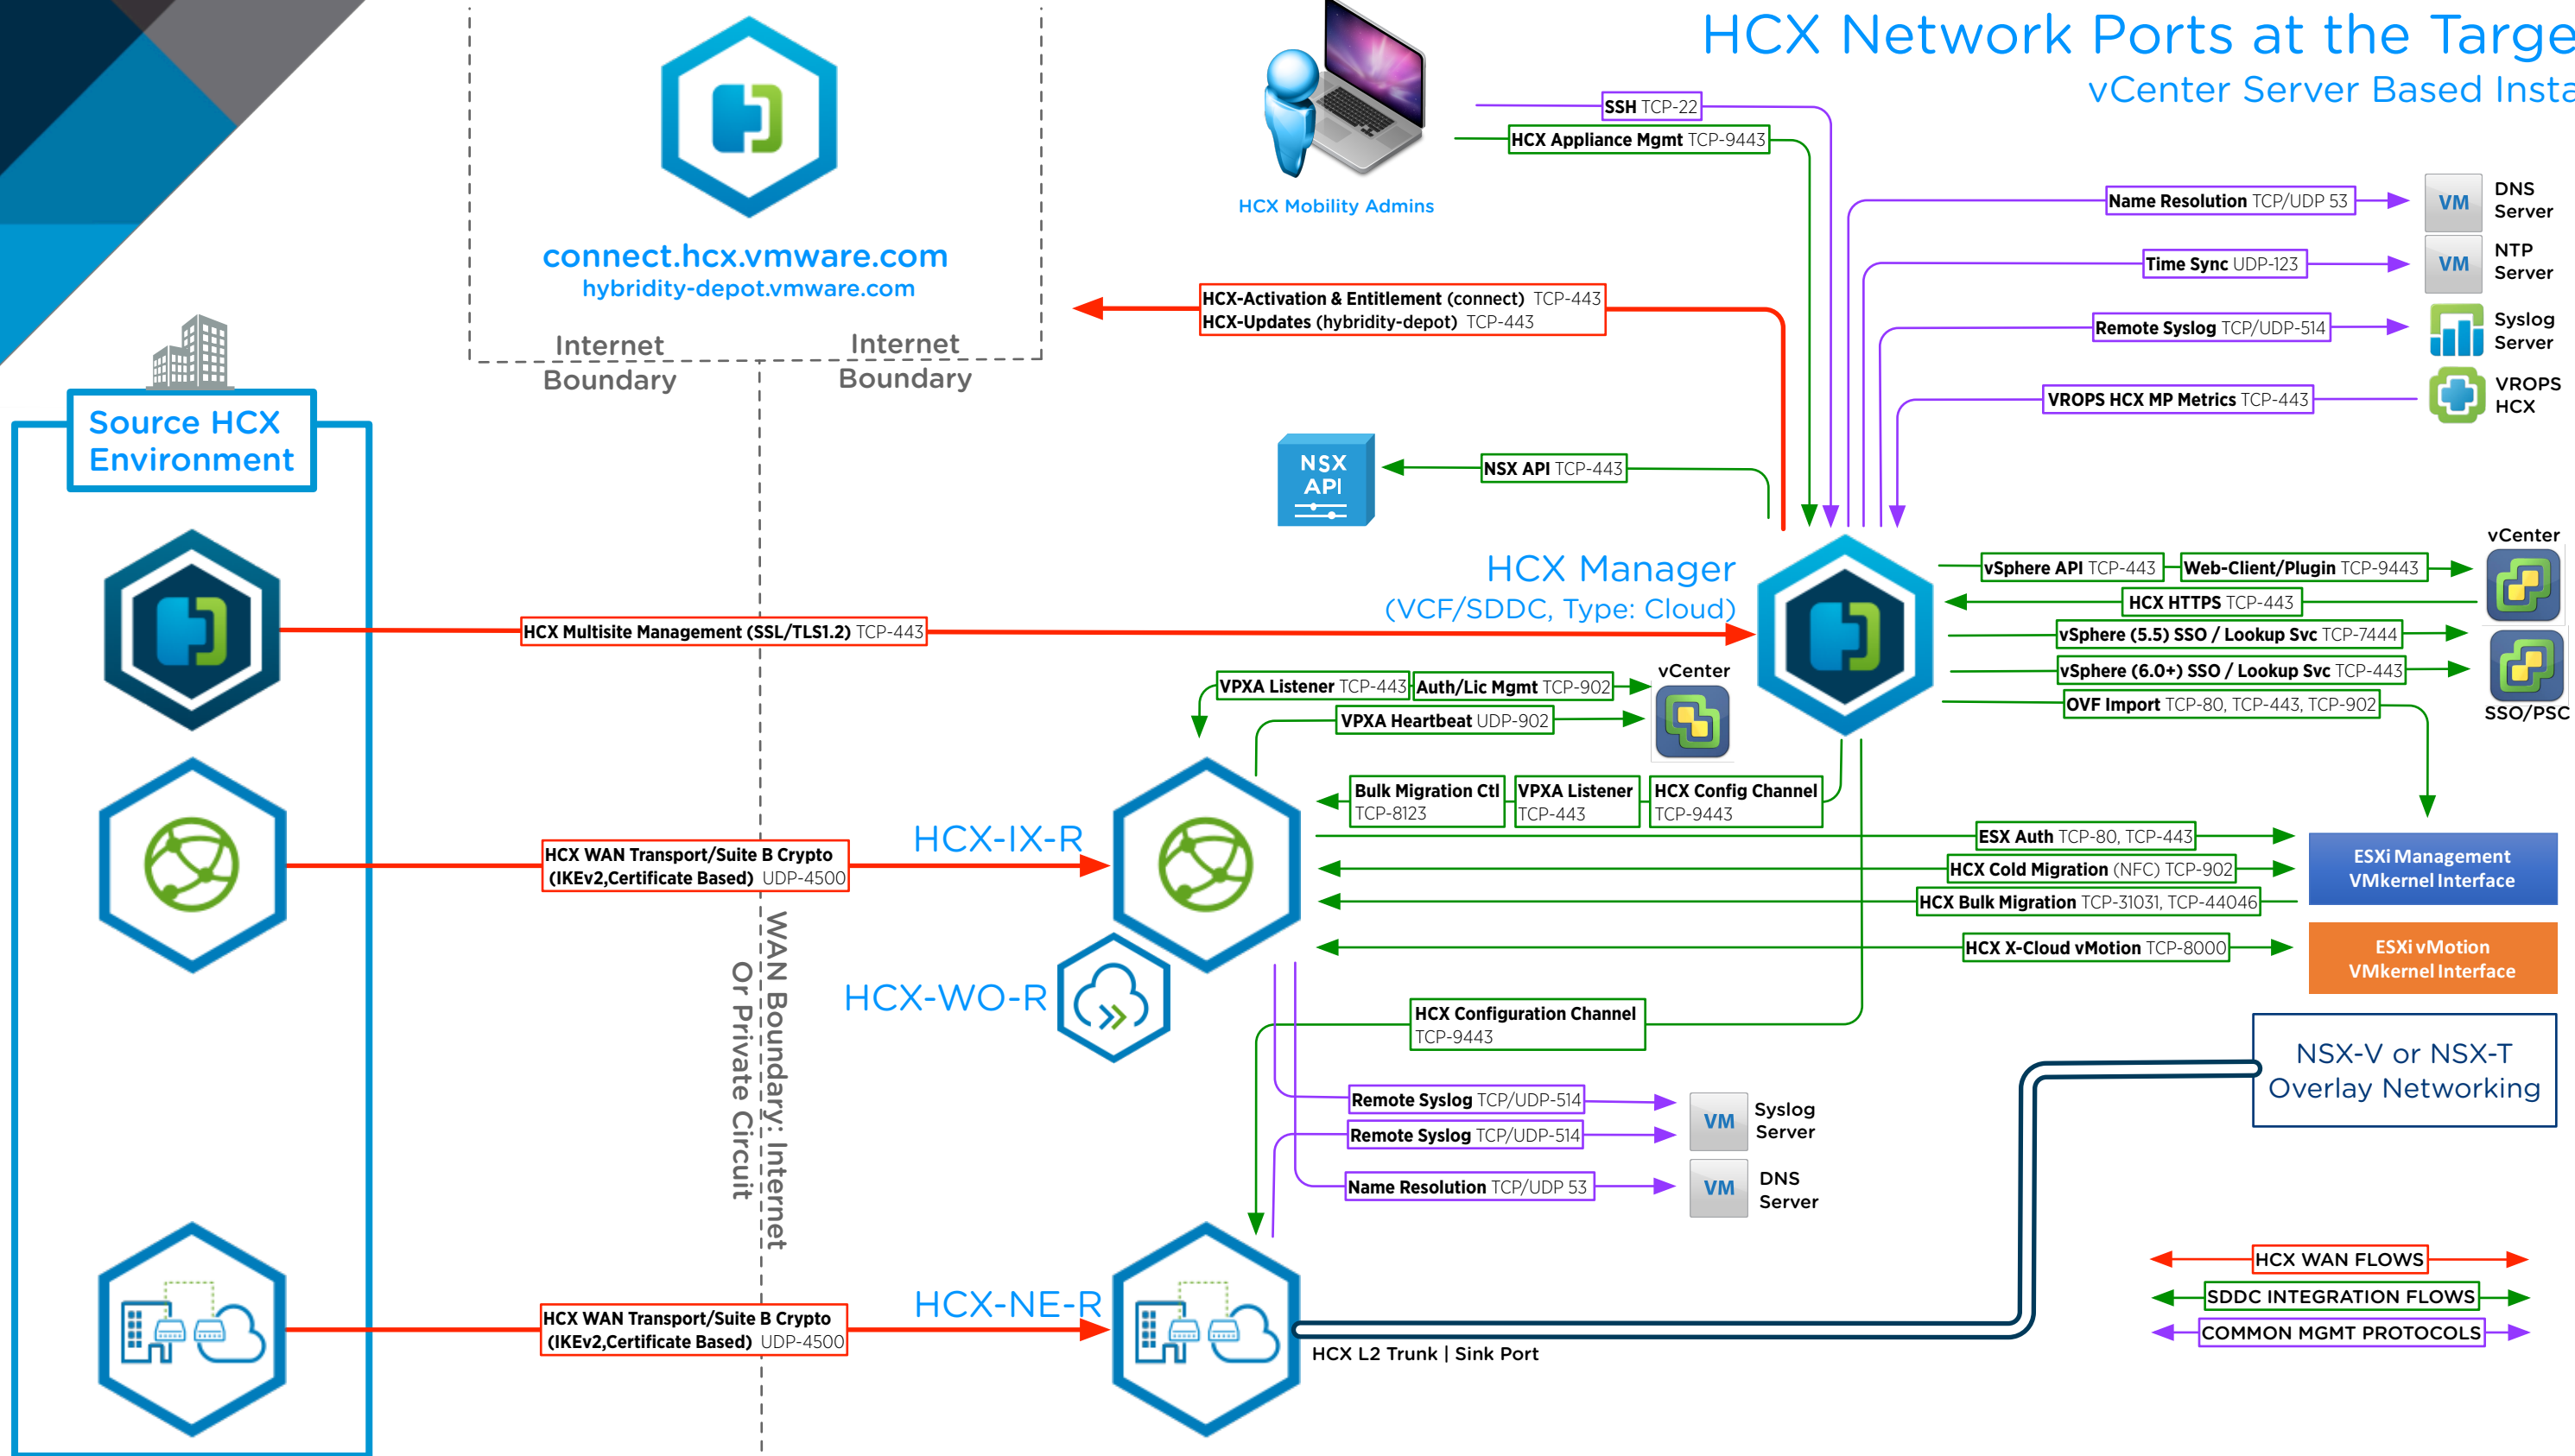 HCX Network Ports at the Targe
vCenter Server Based Insta
connect.hcx.vmware.com
hybridity-depot.vmware.com
Internet
Boundary
Internet
Boundary
HCX Mobility Admins
SSH TCP-22
HCX Appliance Mgmt TCP-9443
HCX-Activation & Entitlement (connect) TCP-443
HCX-Updates (hybridity-depot) TCP-443
Name Resolution TCP/UDP 53
VM
DNS
Server
Time Sync UDP-123
VM
NTP
Server
Remote Syslog TCP/UDP-514
Syslog
Server
VROPS HCX MP Metrics TCP-443
VROPS
HCX
Source HCX
Environment
NSX
API
NSX API TCP-443
HCX Manager
(VCF/SDDC, Type: Cloud)
HCX Multisite Management (SSL/TLS1.2) TCP-443
vCenter
vSphere API TCP-443
Web-Client/Plugin TCP-9443
HCX HTTPS TCP-443
vSphere (5.5) SSO / Lookup Svc TCP-7444
vSphere (6.0+) SSO / Lookup Svc TCP-443
OVF Import TCP-80, TCP-443, TCP-902
SSO/PSC
VPXA Listener TCP-443
Auth/Lic Mgmt TCP-902
VPXA Heartbeat UDP-902
vCenter
Bulk Migration Ctl
TCP-8123
VPXA Listener
TCP-443
HCX Config Channel
TCP-9443
HCX-IX-R
HCX WAN Transport/Suite B Crypto
(IKEv2,Certificate Based) UDP-4500
ESX Auth TCP-80, TCP-443
HCX Cold Migration (NFC) TCP-902
HCX Bulk Migration TCP-31031, TCP-44046
HCX X-Cloud vMotion TCP-8000
ESXi Management
VMkernel Interface
ESXi vMotion
VMkernel Interface
HCX-WO-R
WAN Boundary: Internet
Or Private Circuit
HCX Configuration Channel
TCP-9443
NSX-V or NSX-T
Overlay Networking
Remote Syslog TCP/UDP-514
Remote Syslog TCP/UDP-514
VM
Syslog
Server
Name Resolution TCP/UDP 53
VM
DNS
Server
HCX-NE-R
HCX WAN Transport/Suite B Crypto
(IKEv2,Certificate Based) UDP-4500
HCX L2 Trunk | Sink Port
HCX WAN FLOWS
SDDC INTEGRATION FLOWS
COMMON MGMT PROTOCOLS